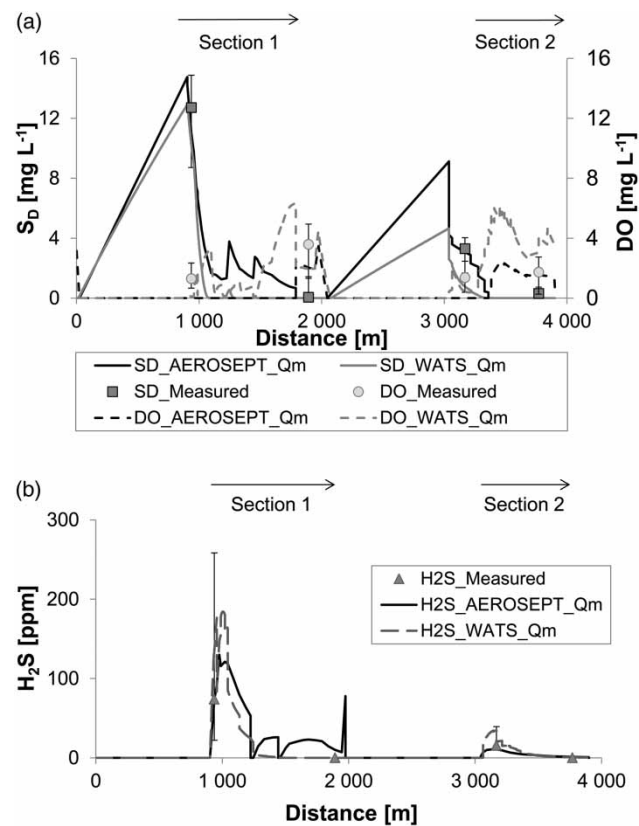 (a)
Section 1
Section 2
16
12
8
4
0
S_D [mg L⁻¹]
16
12
8
4
0
DO [mg L⁻¹]
0
1 000
2 000
3 000
4 000
Distance [m]
SD_AEROSEPT_Qm
SD_WATS_Qm
SD_Measured
DO_Measured
DO_AEROSEPT_Qm
DO_WATS_Qm
(b)
Section 1
Section 2
300
200
100
0
H₂S [ppm]
H2S_Measured
H2S_AEROSEPT_Qm
H2S_WATS_Qm
0
1 000
2 000
3 000
4 000
Distance [m]